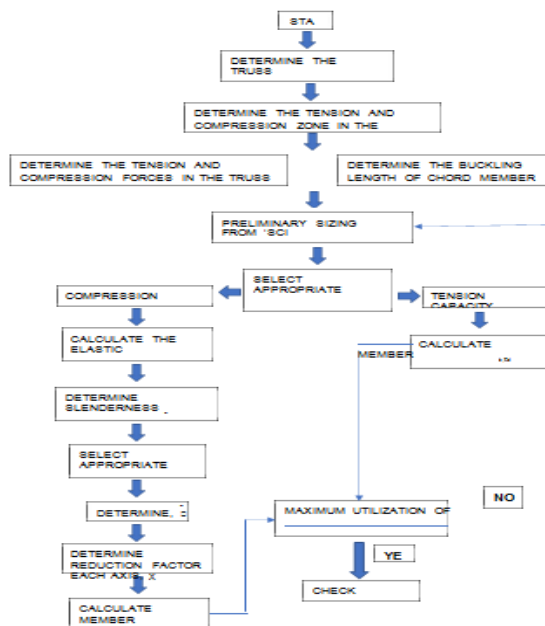 STA
DETERMINE THE
TRUSS
DETERMINE THE TENSION AND
COMPRESSION ZONE IN THE
DETERMINE THE TENSION AND
COMPRESSION FORCES IN THE TRUSS
DETERMINE THE BUCKLING
LENGTH OF CHORD MEMBER
PRELIMINARY SIZING
FROM 'SCI
SELECT
APPROPRIATE
COMPRESSION
TENSION
CAPACITY
CALCULATE THE
ELASTIC
CALCULATE
MEMBER
DETERMINE
SLENDERNESS
SELECT
APPROPRIATE
DETERMINE,
MAXIMUM UTILIZATION OF
NO
DETERMINE
REDUCTION FACTOR
EACH AXIS, X
YE
CHECK
CALCULATE
MEMBER